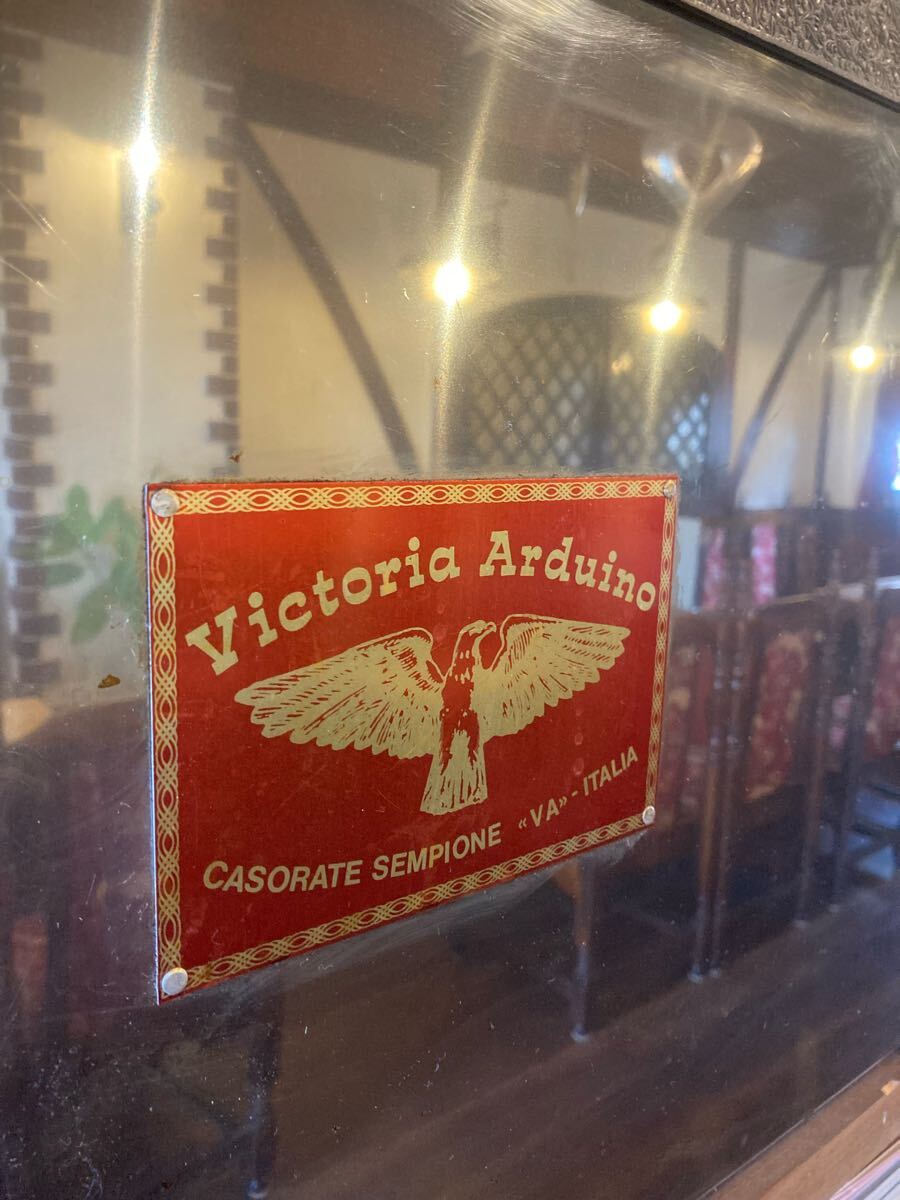 Victoria Arduino
CASORATE SEMPIONE «VA» - ITALIA